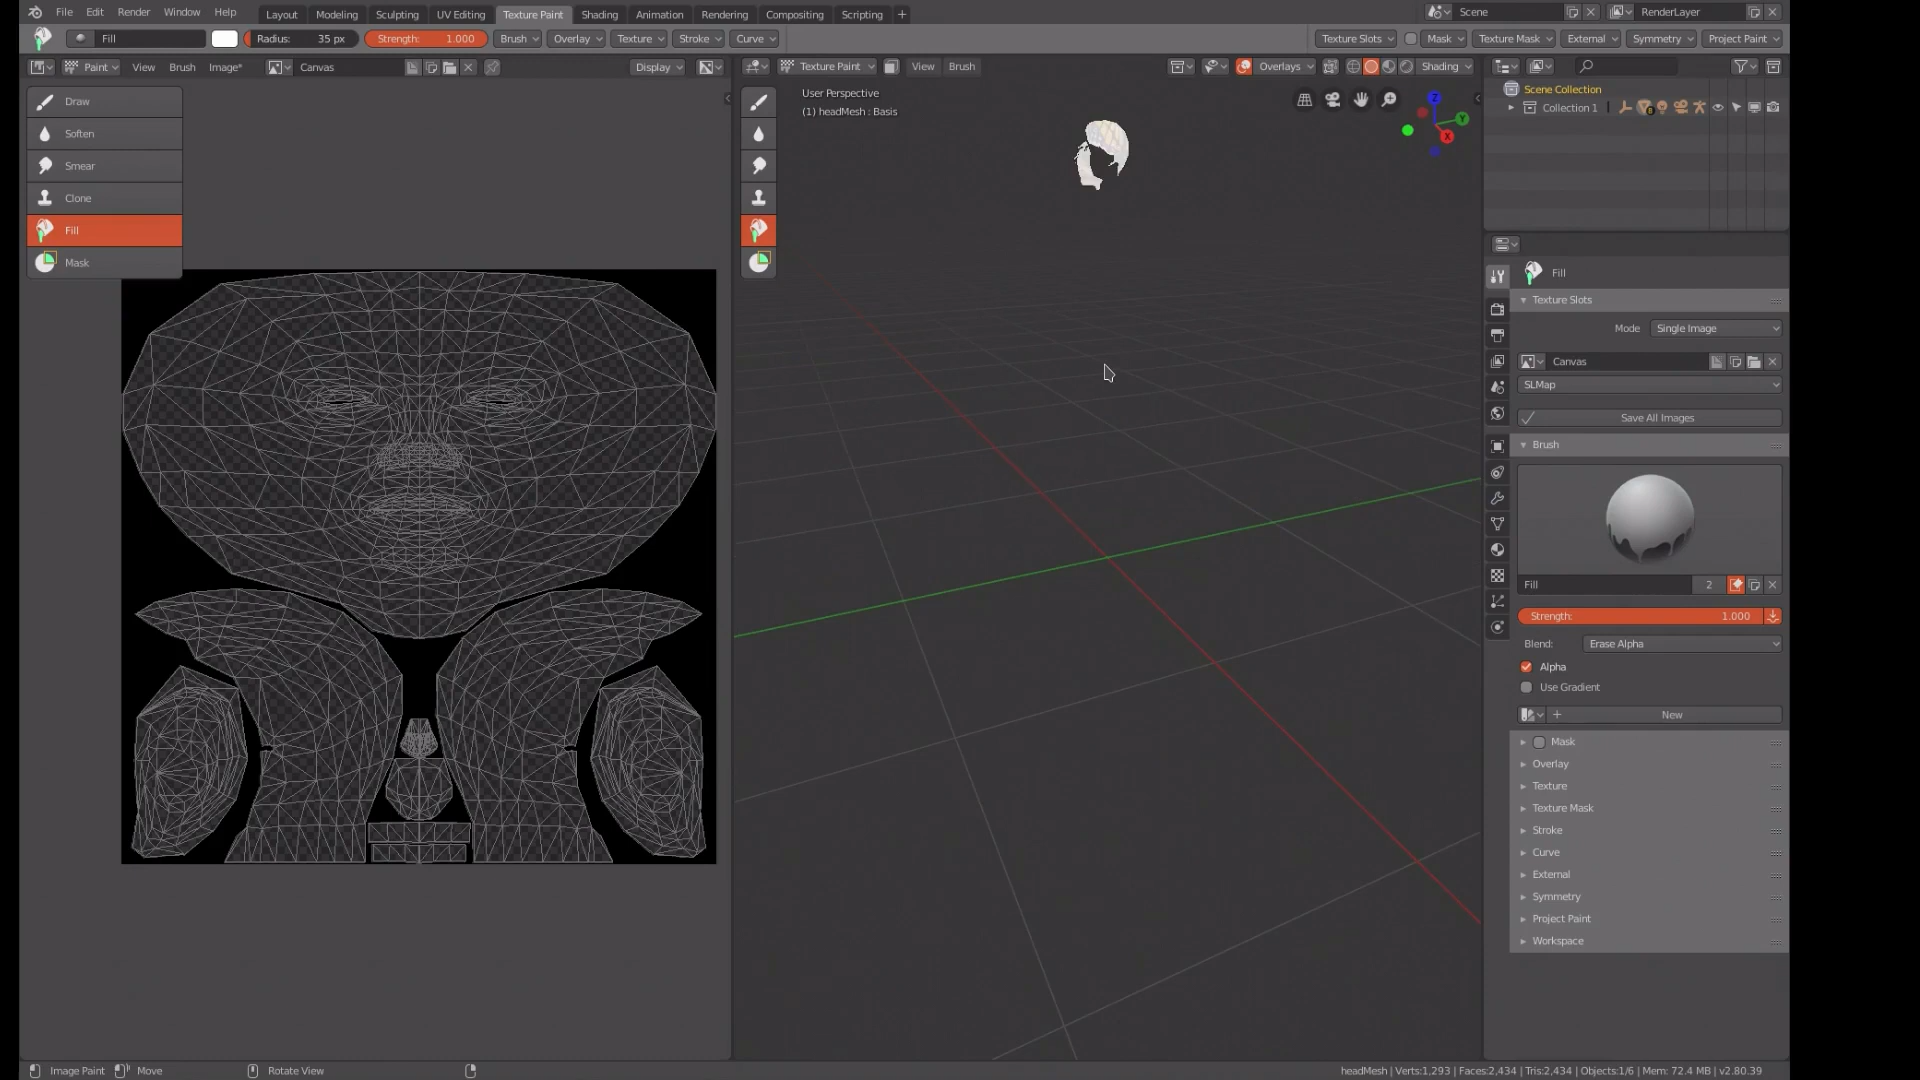 File Edit Render Window Help Layout Modeling Sculpting UV Editing Texture Paint Shading Animation Rendering Compositing Scripting + Scene RenderLayer
Fill Radius: 35 px Strength: 1.000 Brush Overlay Texture Stroke Curve Texture Slots Mask Texture Mask External Symmetry Project Paint
Paint View Brush Image* Canvas Display Texture Paint View Brush Overlays Shading
Draw
Soften
Smear
Clone
Fill
Mask
User Perspective
(1) headMesh : Basis
Z
Y
X
Scene Collection
Collection 1
8
Fill
Texture Slots
Mode Single Image
Canvas
SLMap
Save All Images
Brush
Fill 2
Strength: 1.000
Blend: Erase Alpha
Alpha
Use Gradient
+ New
Mask
Overlay
Texture
Texture Mask
Stroke
Curve
External
Symmetry
Project Paint
Workspace
Image Paint Move Rotate View headMesh | Verts:1,293 | Faces:2,434 | Tris:2,434 | Objects:1/6 | Mem: 72.4 MB | v2.80.39